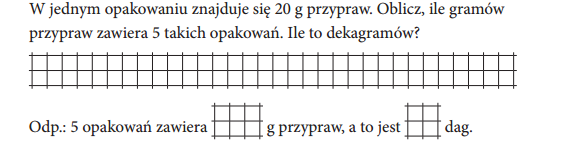 W jednym opakowaniu znajduje się 20 g przypraw. Oblicz, ile gramów
przypraw zawiera 5 takich opakowań. Ile to dekagramów?
Odp.: 5 opakowań zawiera g przypraw, a to jest dag.